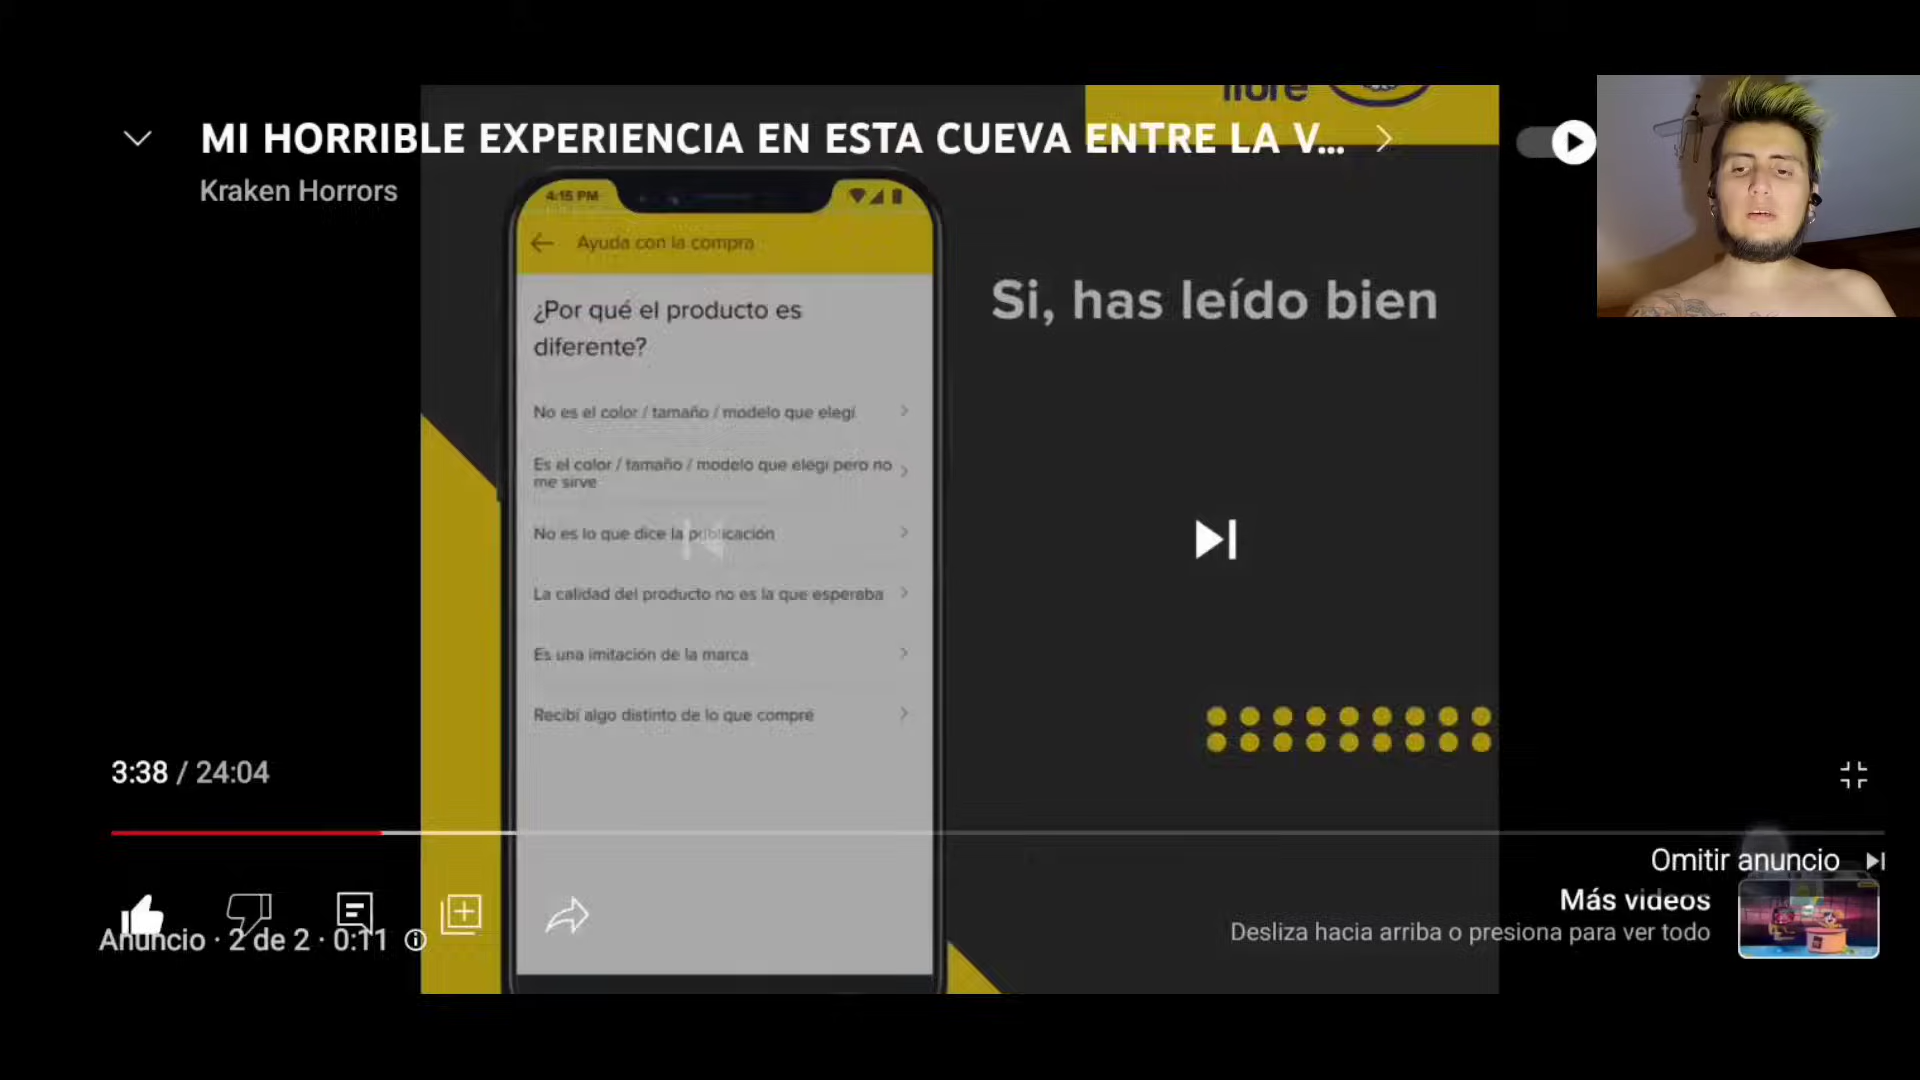 libre
MI HORRIBLE EXPERIENCIA EN ESTA CUEVA ENTRE LA V...
Kraken Horrors
4:15 PM
Ayuda con la compra
¿Por qué el producto es
diferente?
Si, has leído bien
No es el color / tamaño / modelo que elegí
Es el color / tamaño / modelo que elegí pero no
me sirve
No es lo que dice la publicación
La calidad del producto no es la que esperaba
Es una imitación de la marca
Recibí algo distinto de lo que compré
3:38 / 24:04
Omitir anuncio
Más videos
Desliza hacia arriba o presiona para ver todo
Anuncio · 2 de 2 · 0:11